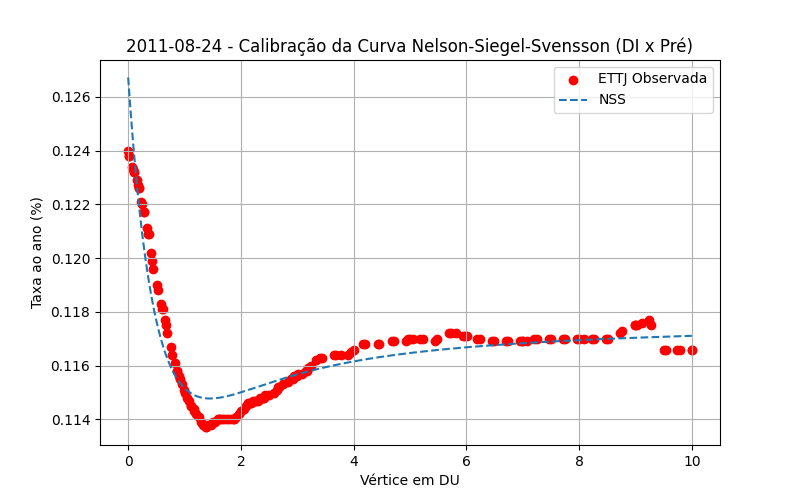 2011-08-24 - Calibração da Curva Nelson-Siegel-Svensson (DI x Pré)
ETTJ Observada
NSS
0.126
0.124
0.122
0.120
0.118
0.116
0.114
Taxa ao ano (%)
0 2 4 6 8 10
Vértice em DU